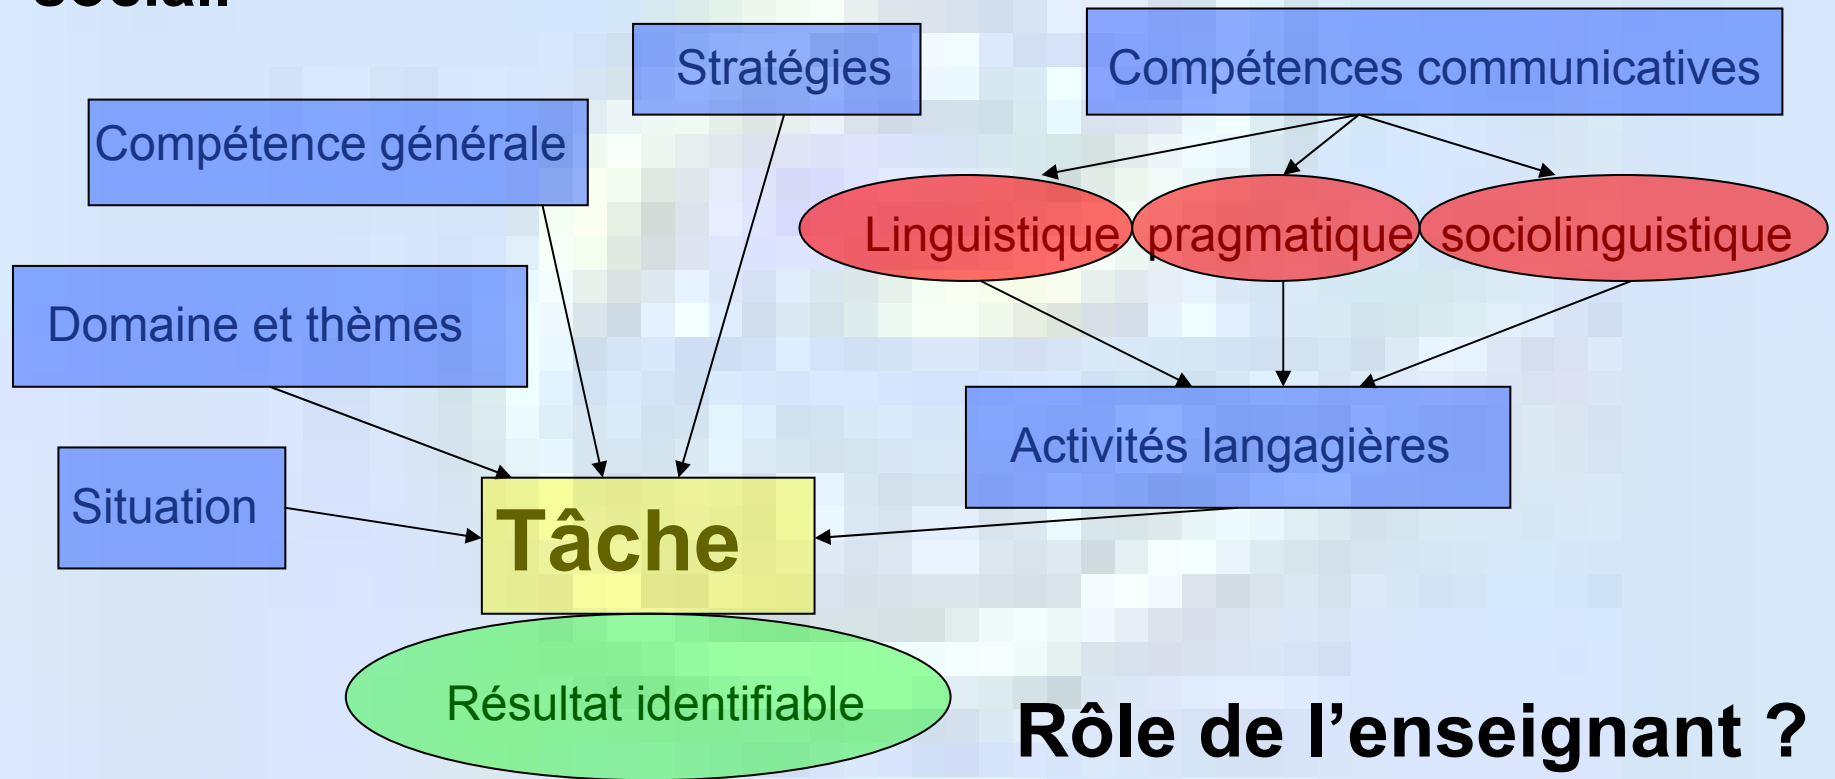 social.
Stratégies
Compétences communicatives
Compétence générale
Linguistique
pragmatique
sociolinguistique
Domaine et thèmes
Activités langagières
Situation
Tâche
Résultat identifiable
Rôle de l’enseignant ?